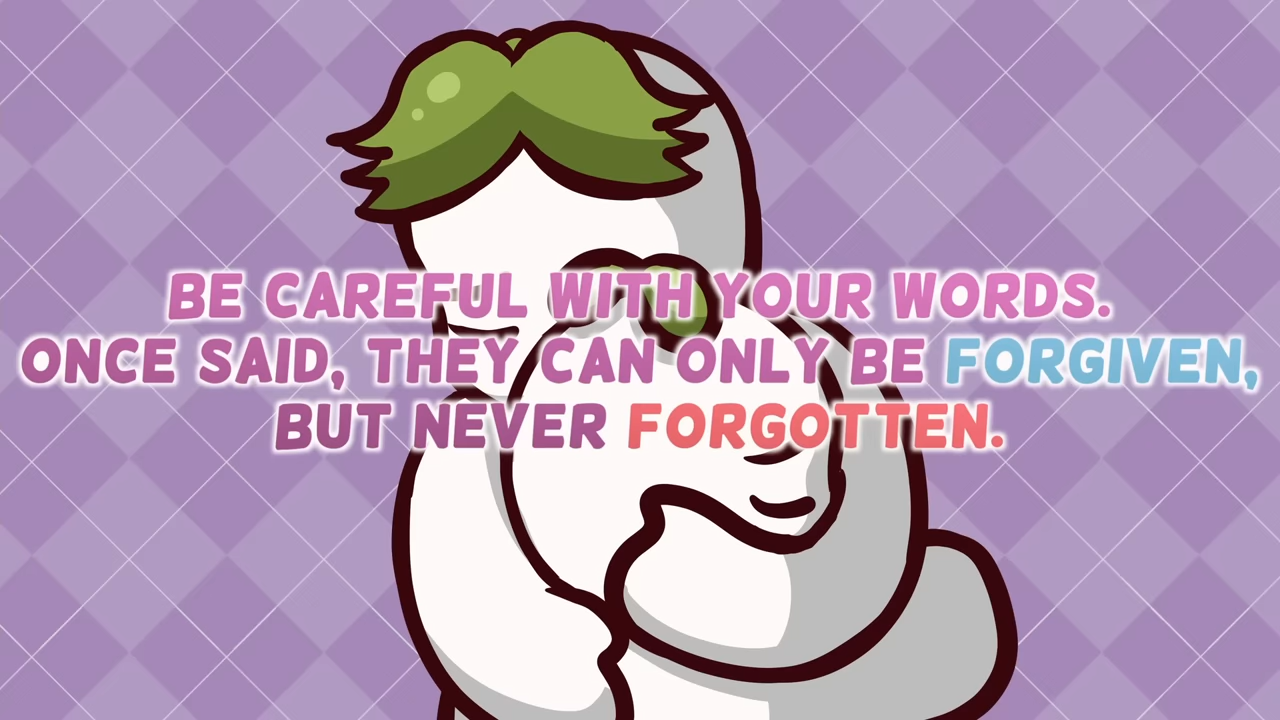 BE CAREFUL WITH YOUR WORDS.
ONCE SAID, THEY CAN ONLY BE FORGIVEN,
BUT NEVER FORGOTTEN.